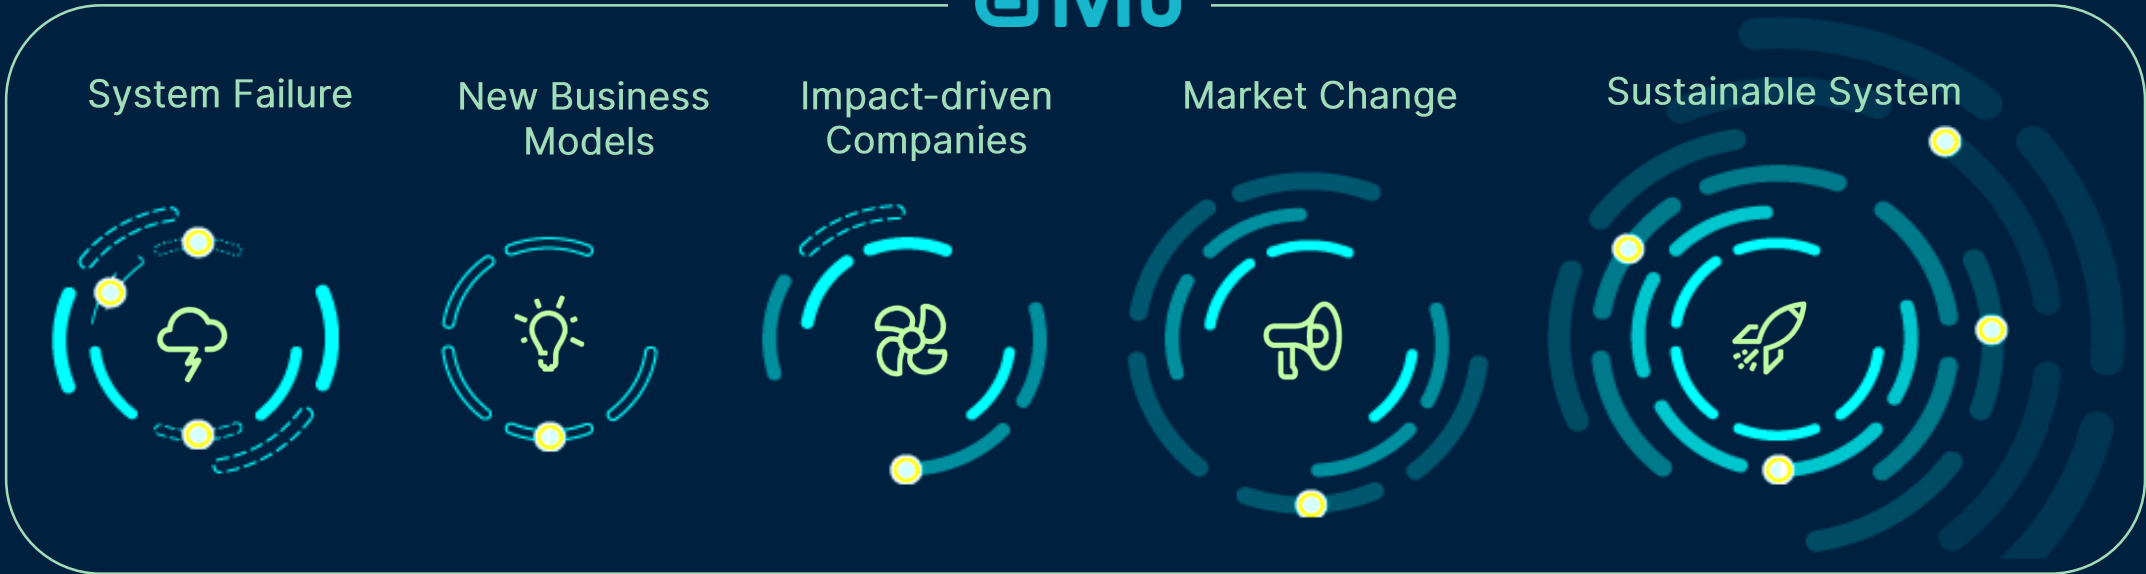 System Failure
New Business
Models
Impact-driven
Companies
Market Change
Sustainable System